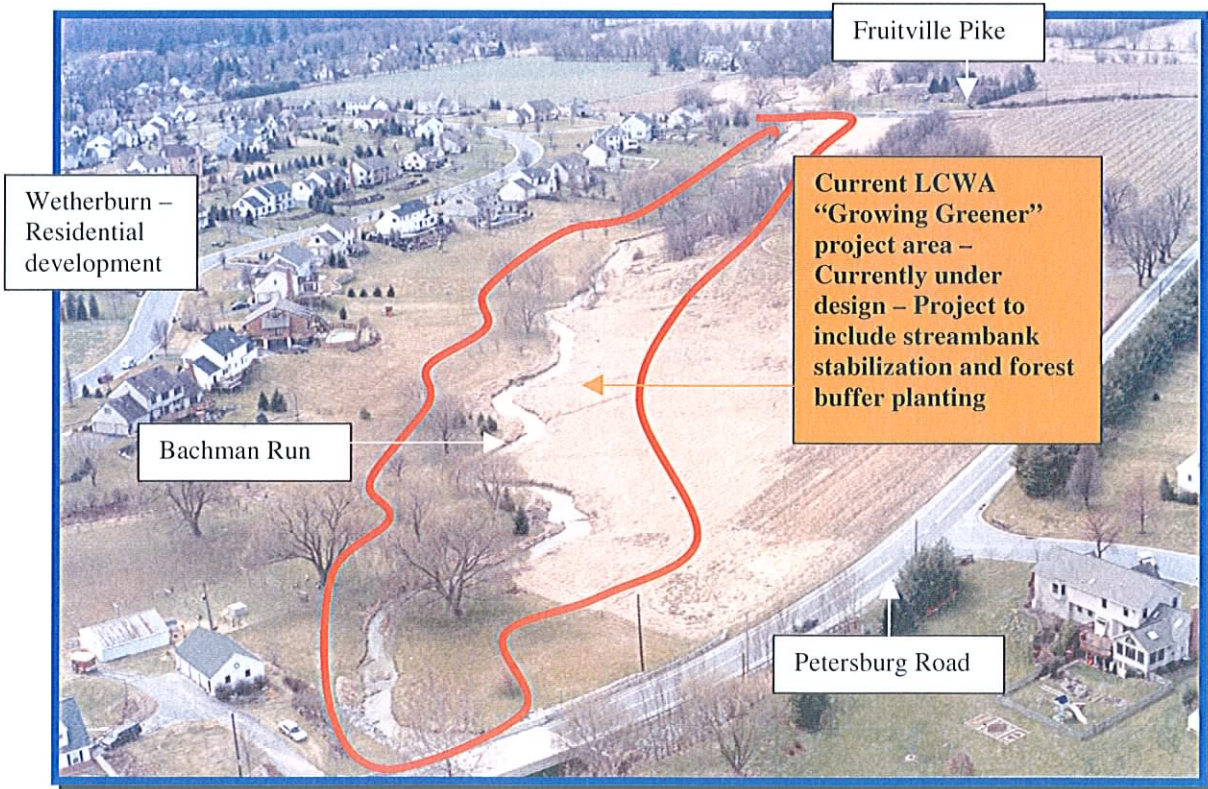 Fruitville Pike
Wetherburn –
Residential
development
Current LCWA
“Growing Greener”
project area –
Currently under
design – Project to
include streambank
stabilization and forest
buffer planting
Bachman Run
Petersburg Road